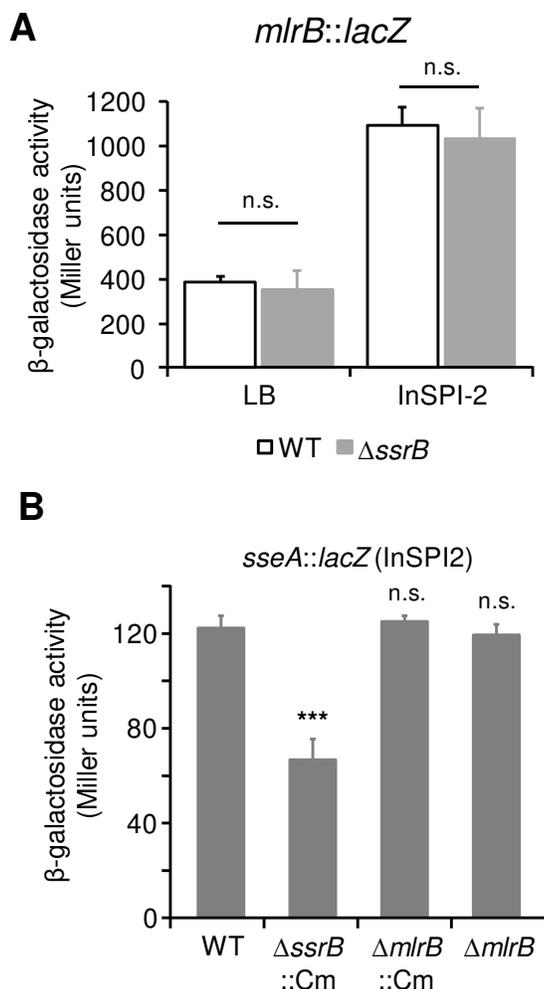 A
mlrB::lacZ
β-galactosidase activity
(Miller units)
1200
1000
800
600
400
200
0
n.s.
n.s.
LB
InSPI-2
WT
ΔssrB
B
sseA::lacZ (InSPI2)
β-galactosidase activity
(Miller units)
120
80
40
0
***
n.s.
n.s.
WT
ΔssrB
::Cm
ΔmlrB
::Cm
ΔmlrB